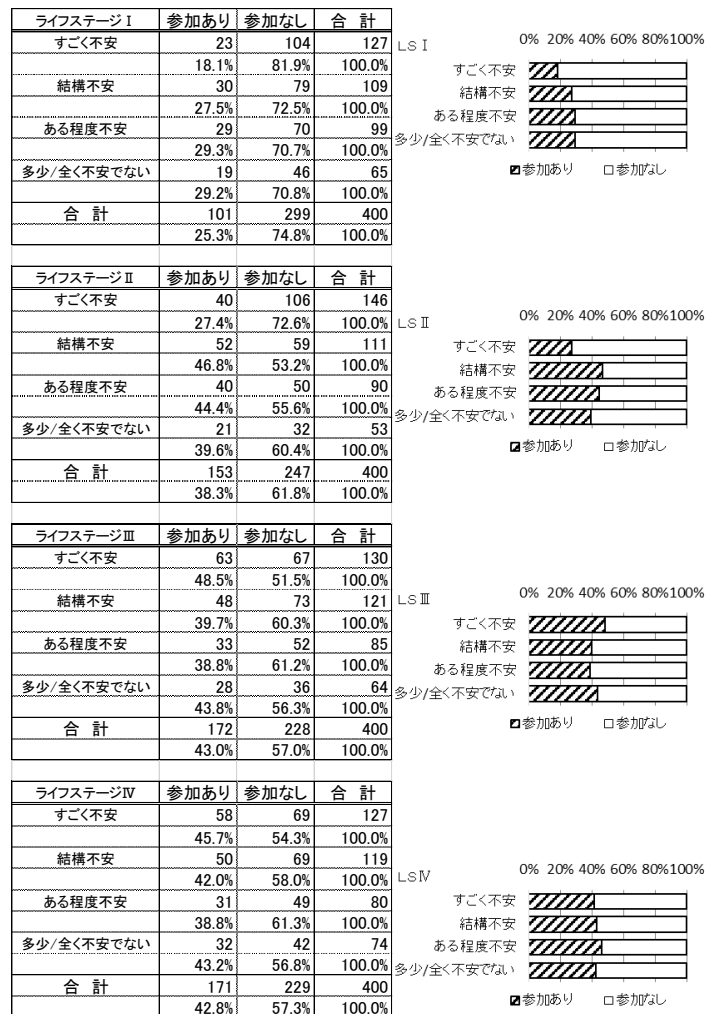 ライフステージⅠ 参加あり 参加なし 合 計
すごく不安 23 104 127
18.1% 81.9% 100.0%
結構不安 30 79 109
27.5% 72.5% 100.0%
ある程度不安 29 70 99
29.3% 70.7% 100.0%
多少/全く不安でない 19 46 65
29.2% 70.8% 100.0%
合 計 101 299 400
25.3% 74.8% 100.0%
LSⅠ
0% 20% 40% 60% 80%100%
すごく不安
結構不安
ある程度不安
多少/全く不安でない
参加あり 参加なし
ライフステージⅡ 参加あり 参加なし 合 計
すごく不安 40 106 146
27.4% 72.6% 100.0%
結構不安 52 59 111
46.8% 53.2% 100.0%
ある程度不安 40 50 90
44.4% 55.6% 100.0%
多少/全く不安でない 21 32 53
39.6% 60.4% 100.0%
合 計 153 247 400
38.3% 61.8% 100.0%
LSⅡ
0% 20% 40% 60% 80%100%
すごく不安
結構不安
ある程度不安
多少/全く不安でない
参加あり 参加なし
ライフステージⅢ 参加あり 参加なし 合 計
すごく不安 63 67 130
48.5% 51.5% 100.0%
結構不安 48 73 121
39.7% 60.3% 100.0%
ある程度不安 33 52 85
38.8% 61.2% 100.0%
多少/全く不安でない 28 36 64
43.8% 56.3% 100.0%
合 計 172 228 400
43.0% 57.0% 100.0%
LSⅢ
0% 20% 40% 60% 80%100%
すごく不安
結構不安
ある程度不安
多少/全く不安でない
参加あり 参加なし
ライフステージⅣ 参加あり 参加なし 合 計
すごく不安 58 69 127
45.7% 54.3% 100.0%
結構不安 50 69 119
42.0% 58.0% 100.0%
ある程度不安 31 49 80
38.8% 61.3% 100.0%
多少/全く不安でない 32 42 74
43.2% 56.8% 100.0%
合 計 171 229 400
42.8% 57.3% 100.0%
LSⅣ
0% 20% 40% 60% 80%100%
すごく不安
結構不安
ある程度不安
多少/全く不安でない
参加あり 参加なし